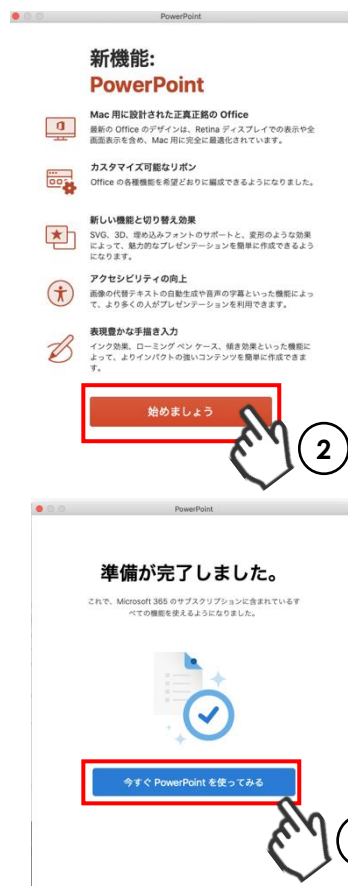 PowerPoint
新機能:
PowerPoint
Mac 用に設計された正真正銘の Office
最新の Office のデザインは、Retina ディスプレイでの表示や全
画面表示を含め、Mac 用に完全に最適化されています。
カスタマイズ可能なリボン
Office の各種機能を希望どおりに編成できるようになりました。
新しい機能と切り替え効果
SVG、3D、埋め込みフォントのサポートと、変形のような効果
によって、魅力的なプレゼンテーションを簡単に作成できるよう
になります。
アクセシビリティの向上
画像の代替テキストの自動生成や音声の字幕といった機能によっ
て、より多くの人がプレゼンテーションを利用できます。
表現豊かな手描き入力
インク効果、ローミング ペン ケース、傾き効果といった機能に
よって、よりインパクトの強いコンテンツを簡単に作成できま
す。
始めましょう
2
PowerPoint
準備が完了しました。
これで、Microsoft 365 のサブスクリプションに含まれているす
べての機能を使えるようになりました。
今すぐ PowerPoint を使ってみる